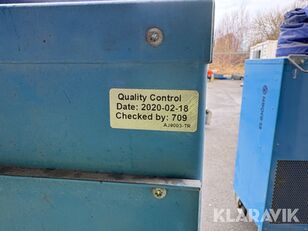 Quality Control
Date: 2020-02-18
Checked by: 709
AJ9003-TR
KLARAVIK